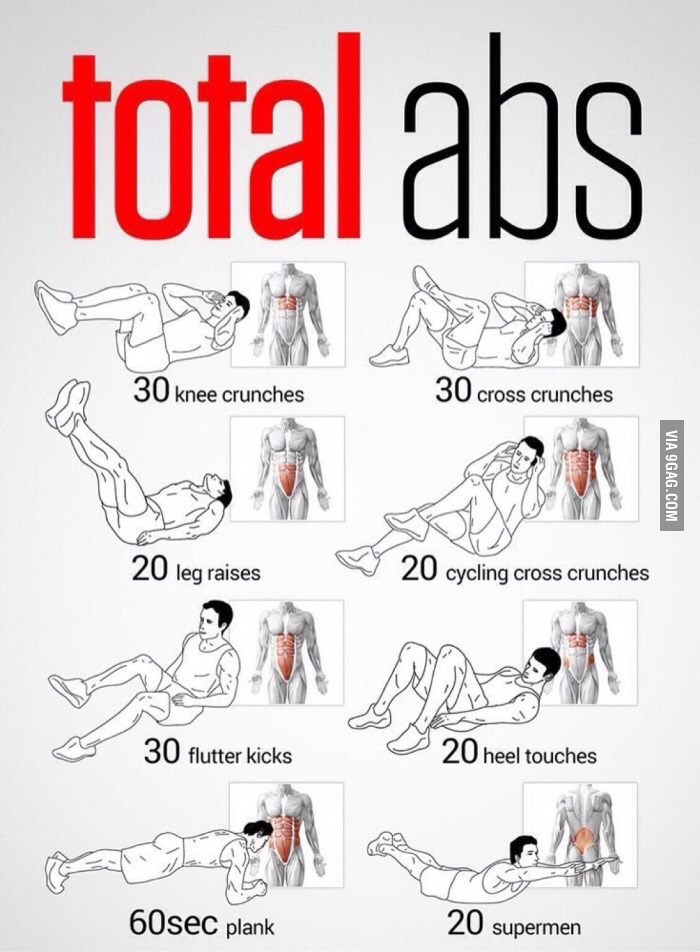 total abs
30 knee crunches
30 cross crunches
20 leg raises
20 cycling cross crunches
30 flutter kicks
20 heel touches
60sec plank
20 supermen
VIA 9GAG.COM